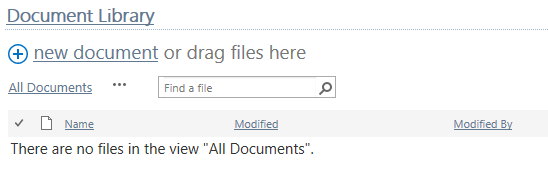 Document Library
new document or drag files here
All Documents ••• Find a file
Name Modified Modified By
There are no files in the view "All Documents".